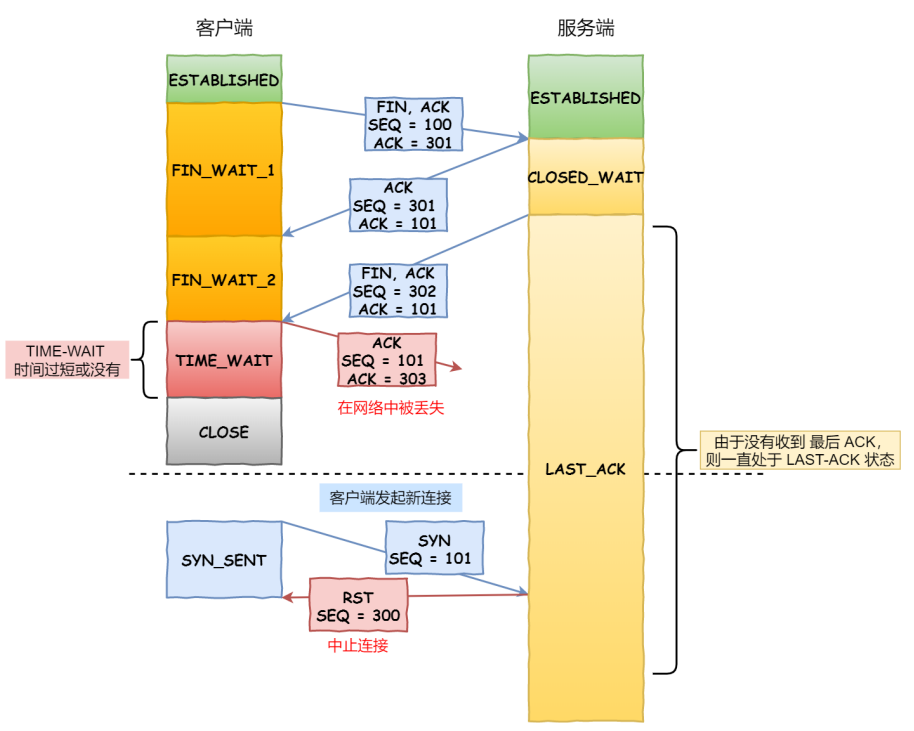 客户端
服务端
ESTABLISHED
ESTABLISHED
FIN, ACK
SEQ = 100
ACK = 301
FIN_WAIT_1
CLOSED_WAIT
ACK
SEQ = 301
ACK = 101
FIN_WAIT_2
FIN, ACK
SEQ = 302
ACK = 101
TIME-WAIT
时间过短或没有
TIME_WAIT
ACK
SEQ = 101
ACK = 303
在网络中被丢失
CLOSE
LAST_ACK
由于没有收到 最后 ACK，
则一直处于 LAST-ACK 状态
客户端发起新连接
SYN_SENT
SYN
SEQ = 101
RST
SEQ = 300
中止连接